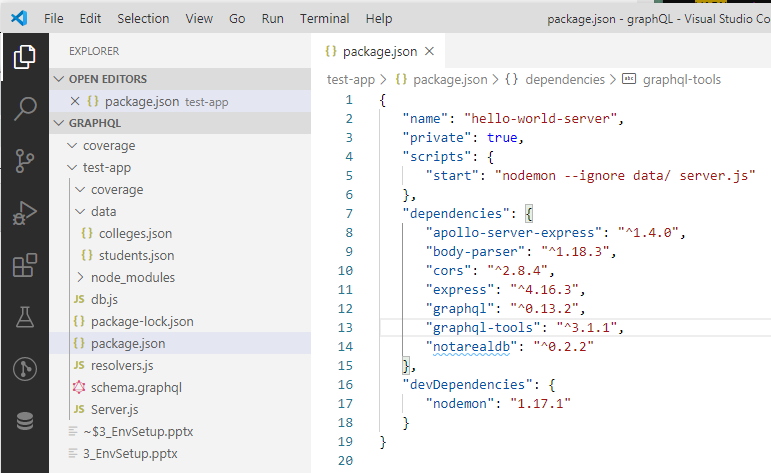 File Edit Selection View Go Run Terminal Help package.json - graphQL - Visual Studio Co
EXPLORER
OPEN EDITORS
package.json test-app
GRAPHQL
coverage
test-app
coverage
data
{} colleges.json
{} students.json
node_modules
JS db.js
{} package-lock.json
{} package.json
JS resolvers.js
schema.graphql
JS Server.js
~$3_EnvSetup.pptx
3_EnvSetup.pptx
{} package.json
test-app > {} package.json > {} dependencies > abc graphql-tools
1 {
2 "name": "hello-world-server",
3 "private": true,
4 "scripts": {
5 "start": "nodemon --ignore data/ server.js"
6 },
7 "dependencies": {
8 "apollo-server-express": "^1.4.0",
9 "body-parser": "^1.18.3",
10 "cors": "^2.8.4",
11 "express": "^4.16.3",
12 "graphql": "^0.13.2",
13 "graphql-tools": "^3.1.1",
14 "notarealdb": "^0.2.2"
15 },
16 "devDependencies": {
17 "nodemon": "1.17.1"
18 }
19 }
20